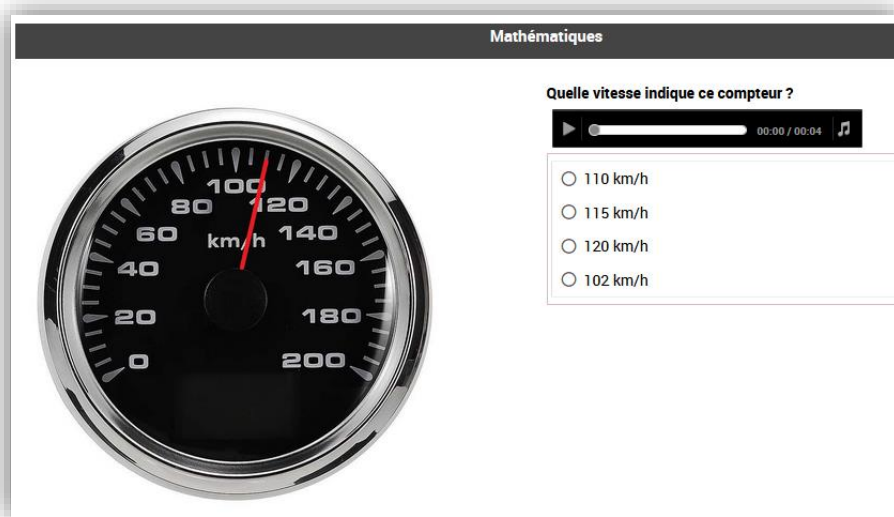 Mathématiques
Quelle vitesse indique ce compteur ?
00:00 / 00:04
110 km/h
115 km/h
120 km/h
102 km/h
100
80
120
60
km/h
140
40
160
20
180
0
200